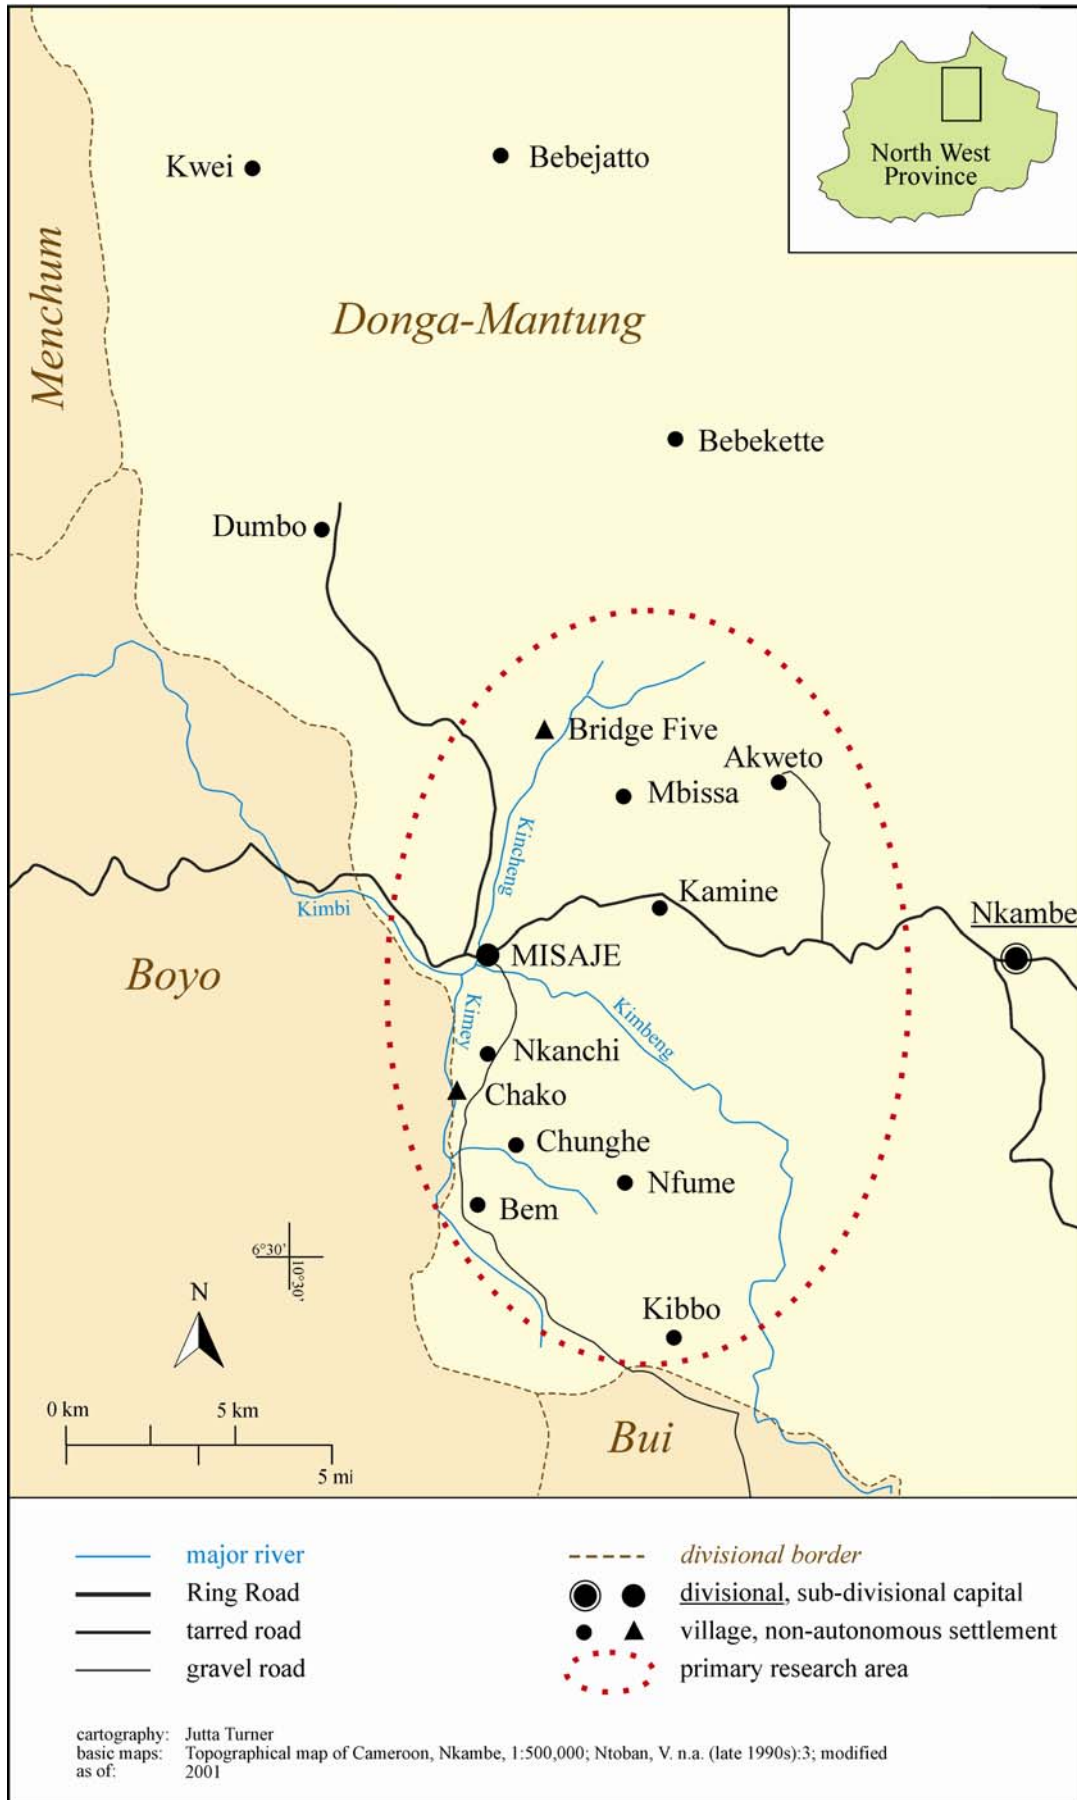 North West
Province
Kwei
Bebejatto
Menchum
Donga-Mantung
Bebekette
Dumbo
Bridge Five
Akweto
Mbissa
Kincheng
Kamine
Kimbi
Nkambe
MISAJE
Boyo
Kimey
Kimbeng
Nkanchi
Chako
Chunghe
Nfume
Bem
6°30'
10°30'
N
Kibbo
0 km 5 km
5 mi
Bui
major river
Ring Road
tarred road
gravel road
divisional border
divisional, sub-divisional capital
village, non-autonomous settlement
primary research area
cartography: Jutta Turner
basic maps: Topographical map of Cameroon, Nkambe, 1:500,000; Ntoban, V. n.a. (late 1990s):3; modified
as of: 2001